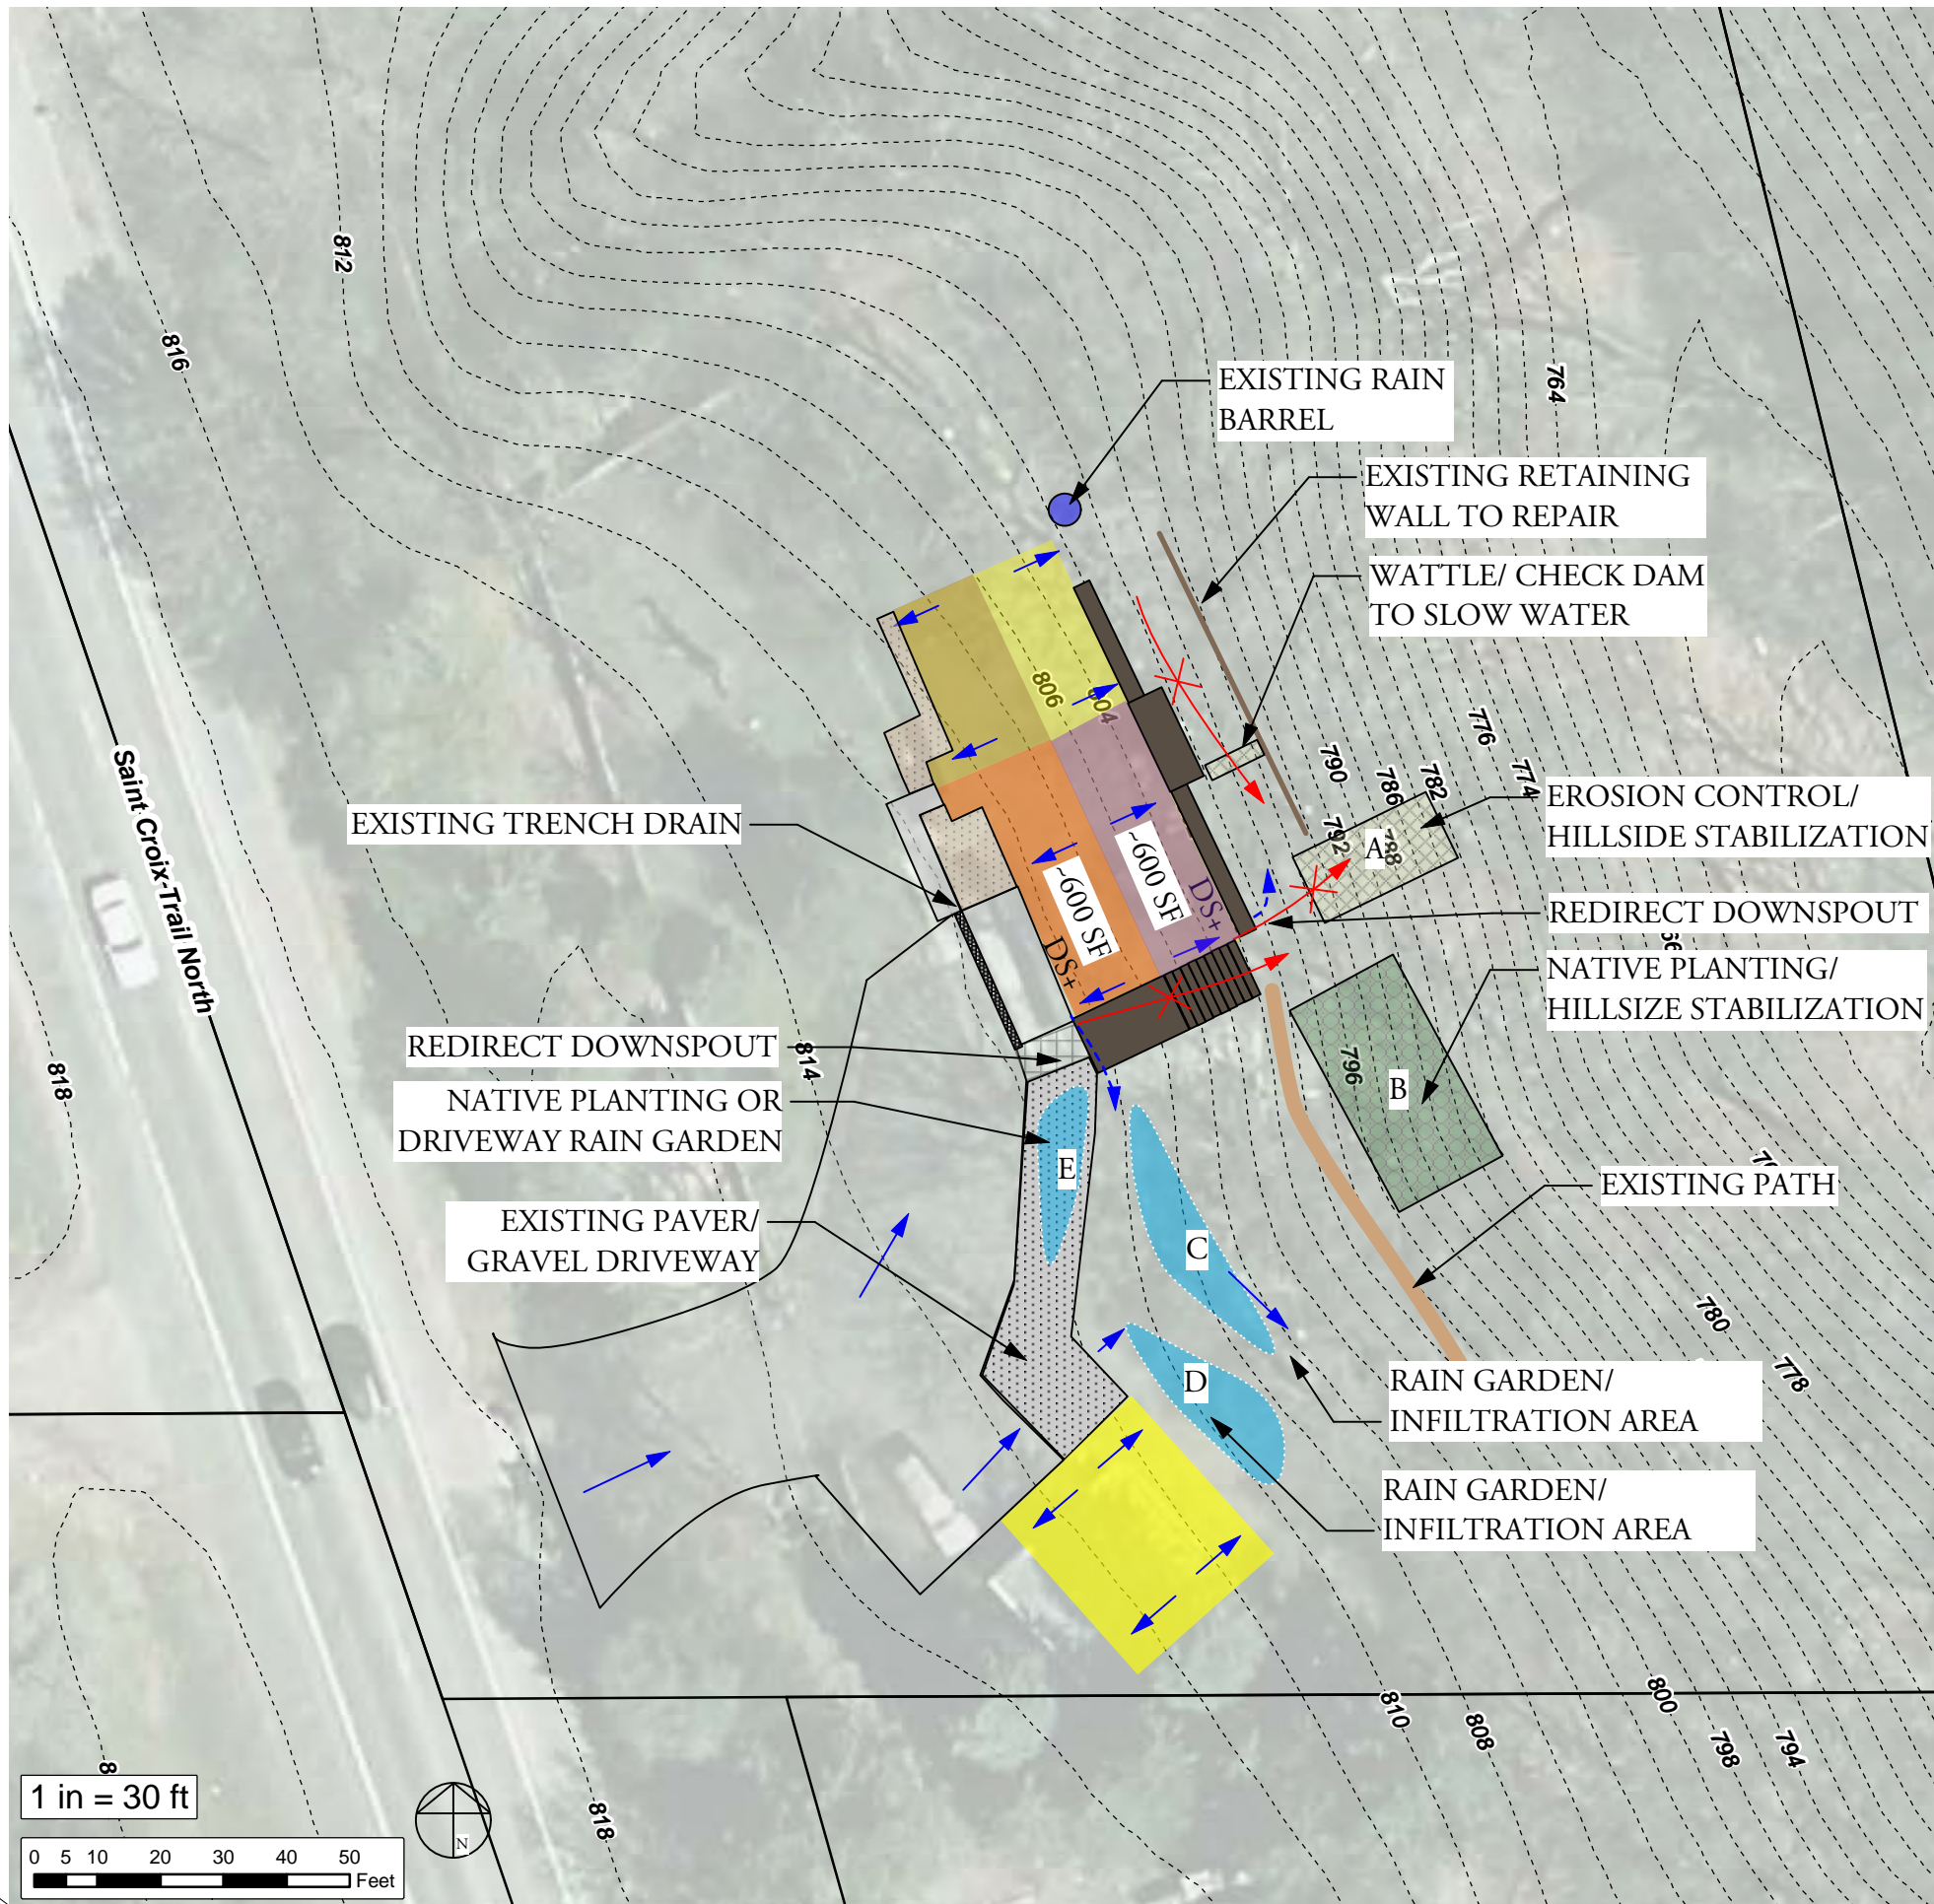 812
816
764
EXISTING RAIN
BARREL
EXISTING RETAINING
WALL TO REPAIR
WATTLE/ CHECK DAM
TO SLOW WATER
806
804
776
790
786
782
774
792
788
A
EROSION CONTROL/
HILLSIDE STABILIZATION
Saint Croix-Trail North
EXISTING TRENCH DRAIN
~600 SF
~600 SF
DS+
DS+
REDIRECT DOWNSPOUT
NATIVE PLANTING/
HILLSIZE STABILIZATION
REDIRECT DOWNSPOUT
814
818
796
B
NATIVE PLANTING OR
DRIVEWAY RAIN GARDEN
E
EXISTING PATH
EXISTING PAVER/
GRAVEL DRIVEWAY
C
780
778
D
RAIN GARDEN/
INFILTRATION AREA
RAIN GARDEN/
INFILTRATION AREA
810
808
800
798
794
8
818
1 in = 30 ft
N
0 5 10 20 30 40 50
Feet